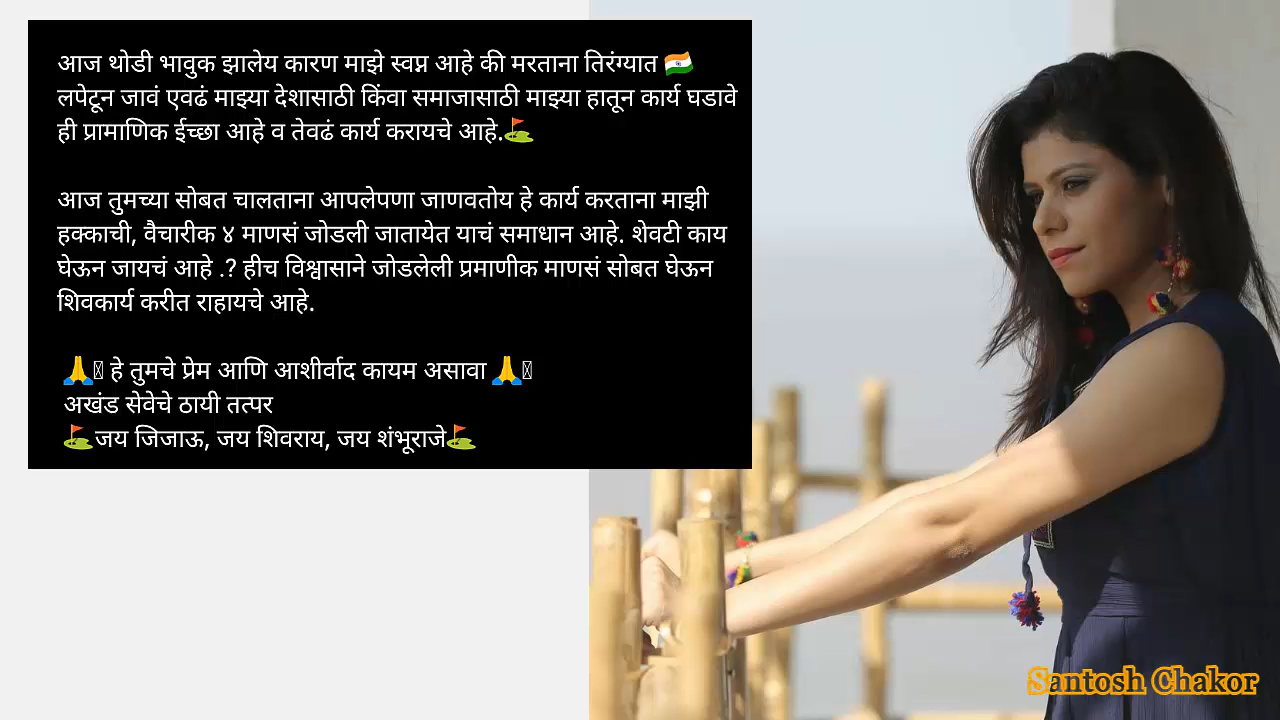 आज थोडी भावुक झालेय कारण माझे स्वप्न आहे की मरताना तिरंग्यात 🇮🇳
लपेटून जावं एवढं माझ्या देशासाठी किंवा समाजासाठी माझ्या हातून कार्य घडावे
ही प्रामाणिक ईच्छा आहे व तेवढं कार्य करायचे आहे.⛳
आज तुमच्या सोबत चालताना आपलेपणा जाणवतोय हे कार्य करताना माझी
हक्काची, वैचारीक ४ माणसं जोडली जातायेत याचं समाधान आहे. शेवटी काय
घेऊन जायचं आहे .? हीच विश्वासाने जोडलेली प्रमाणीक माणसं सोबत घेऊन
शिवकार्य करीत राहायचे आहे.
🙏 हे तुमचे प्रेम आणि आशीर्वाद कायम असावा 🙏
अखंड सेवेचे ठायी तत्पर
⛳जय जिजाऊ, जय शिवराय, जय शंभूराजे⛳
Santosh Chakor